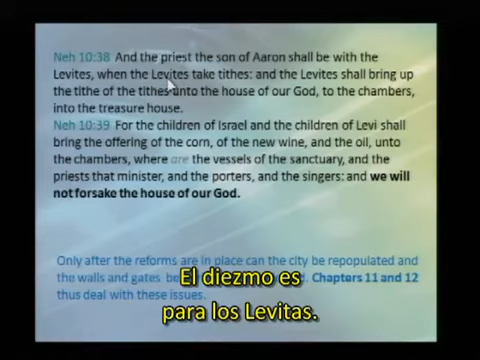 Neh 10:38 And the priest the son of Aaron shall be with the
Levites, when the Levites take tithes: and the Levites shall bring up
the tithe of the tithes unto the house of our God, to the chambers,
into the treasure house.
Neh 10:39 For the children of Israel and the children of Levi shall
bring the offering of the corn, of the new wine, and the oil, unto
the chambers, where are the vessels of the sanctuary, and the
priests that minister, and the porters, and the singers: and we will
not forsake the house of our God.
Only after the reforms are in place can the city be repopulated and
the walls and gates Chapters 11 and 12
thus deal with these issues.
El diezmo es
para los Levitas.